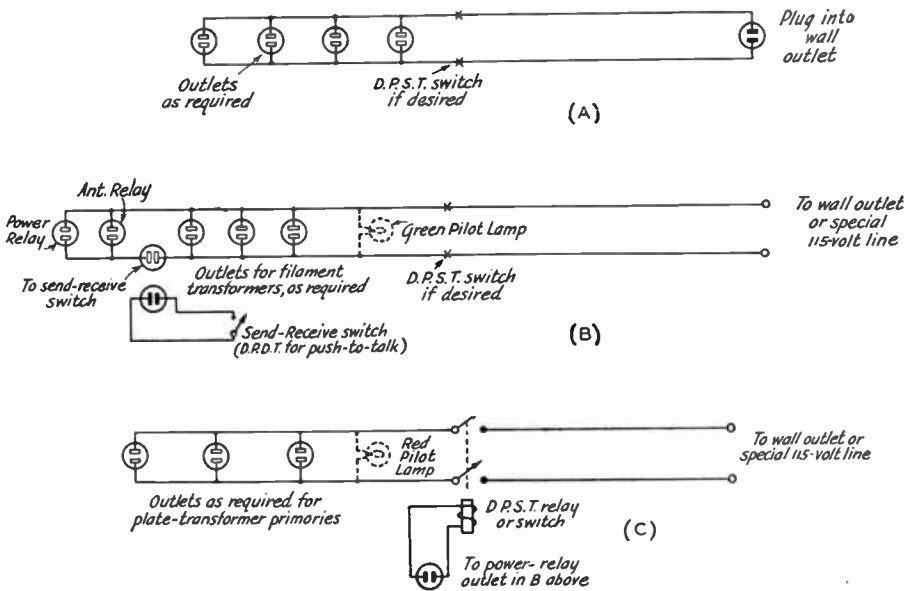 Plug into
wall
outlet
Outlets
as required
D.P.S.T. switch
if desired
(A)
Ant. Relay
Power
Relay
Green Pilot Lamp
To wall outlet
or special
115-volt line
To send-receive
switch
Outlets for filament
transformers, as required
D.P.S.T. switch
if desired
Send-Receive switch
(D.P.D.T. for push-to-talk)
(B)
Red
Pilot
Lamp
To wall outlet or
special 115-volt line
Outlets as required for
plate-transformer primories
D P.S.T. relay
or switch
(C)
To power-relay
outlet in B above